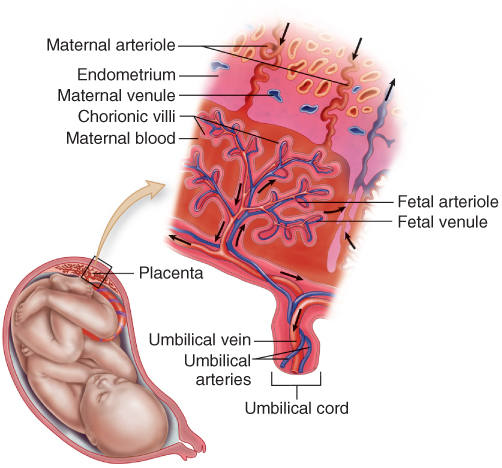 Maternal arteriole
Endometrium
Maternal venule
Chorionic villi
Maternal blood
Fetal arteriole
Fetal venule
Placenta
Umbilical vein
Umbilical
arteries
Umbilical cord